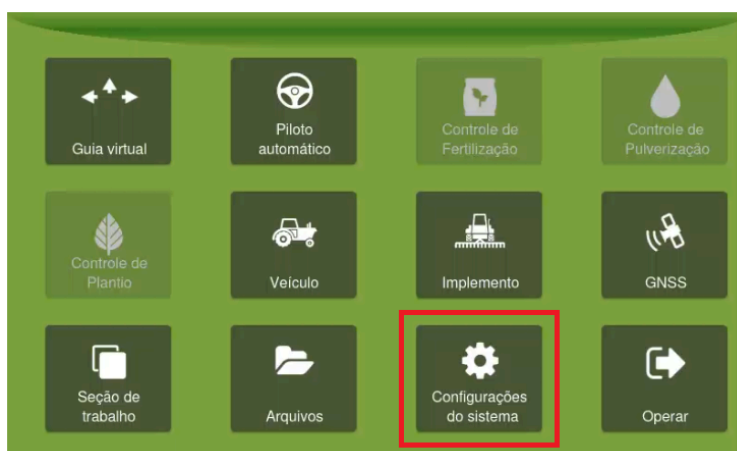 Guia virtual
Piloto
automático
Controle de
Fertilização
Controle de
Pulverização
Controle de
Plantio
Veículo
Implemento
GNSS
Seção de
trabalho
Arquivos
Configurações
do sistema
Operar